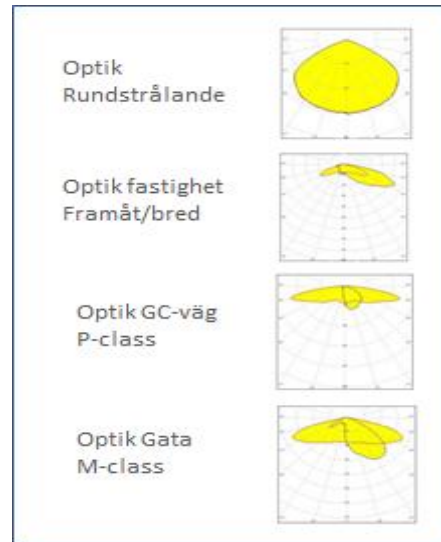 Optik
Rundstrålande
Optik fastighet
Framåt/bred
Optik GC-väg
P-class
Optik Gata
M-class